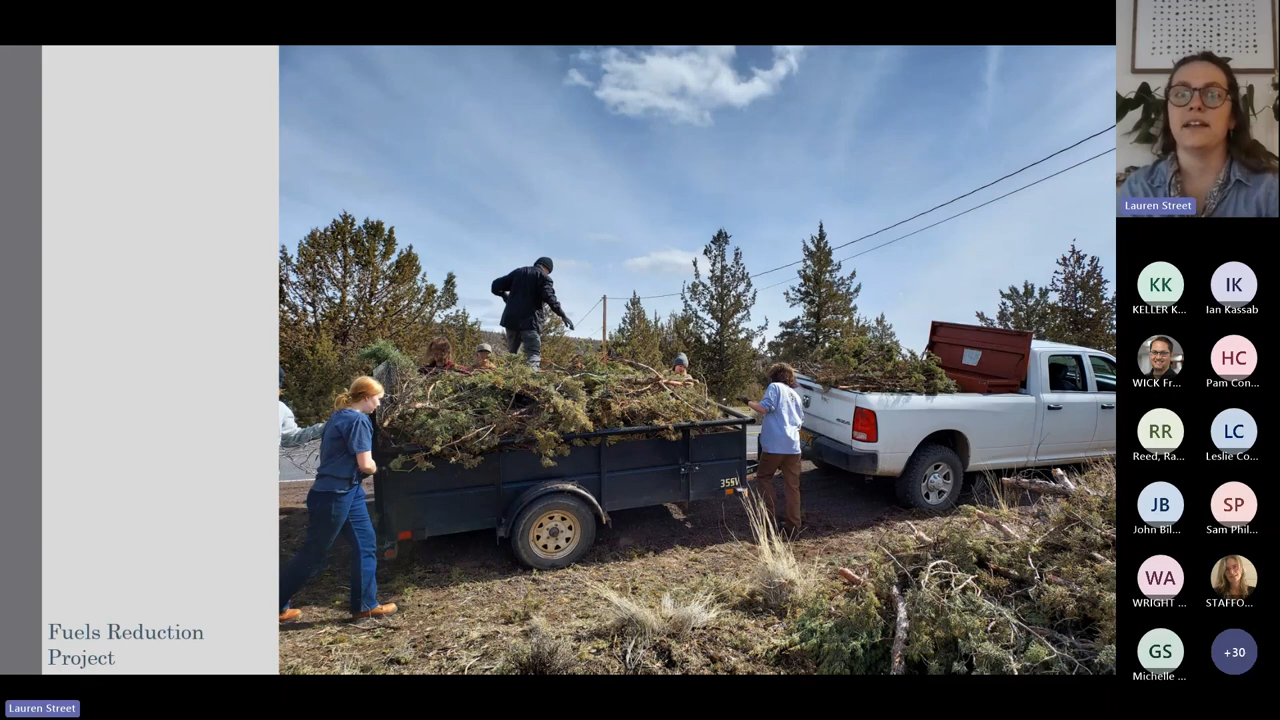 Fuels Reduction
Project
355V
Lauren Street
KK
KELLER K...
IK
Ian Kassab
WICK Fr...
HC
Pam Con...
RR
Reed, Ra...
LC
Leslie Co...
JB
John Bil...
SP
Sam Phil...
WA
WRIGHT ...
STAFFO...
GS
Michelle ...
+30
Lauren Street